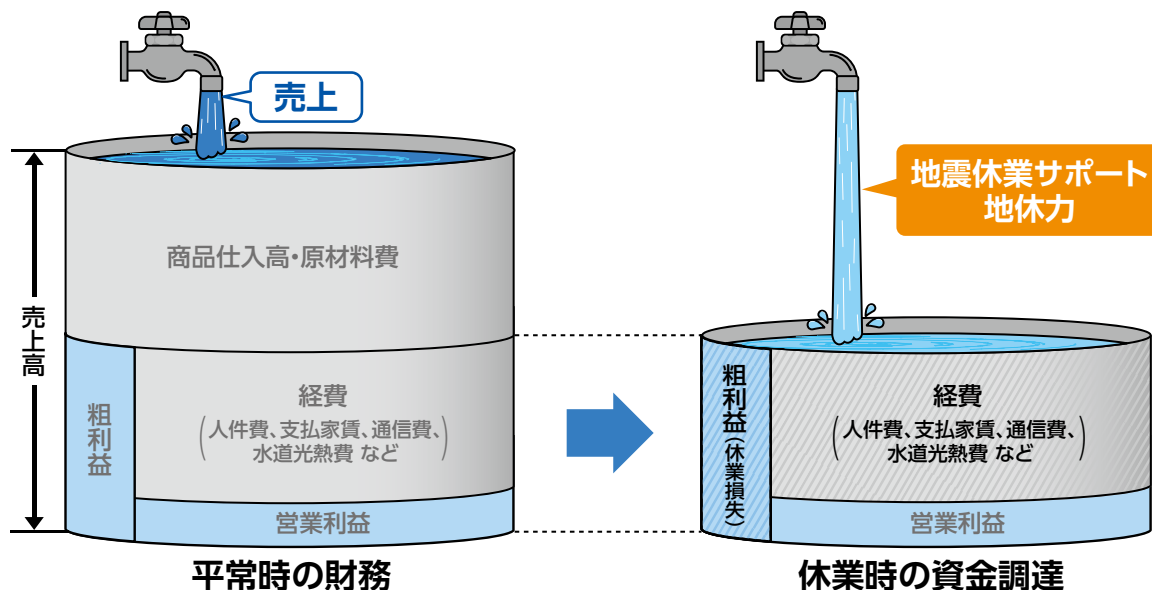 売上
売上高
商品仕入高・原材料費
粗利益
経費
(人件費、支払家賃、通信費、
水道光熱費 など)
営業利益
平常時の財務
地震休業サポート
地休力
粗利益(休業損失)
経費
(人件費、支払家賃、通信費、
水道光熱費 など)
営業利益
休業時の資金調達